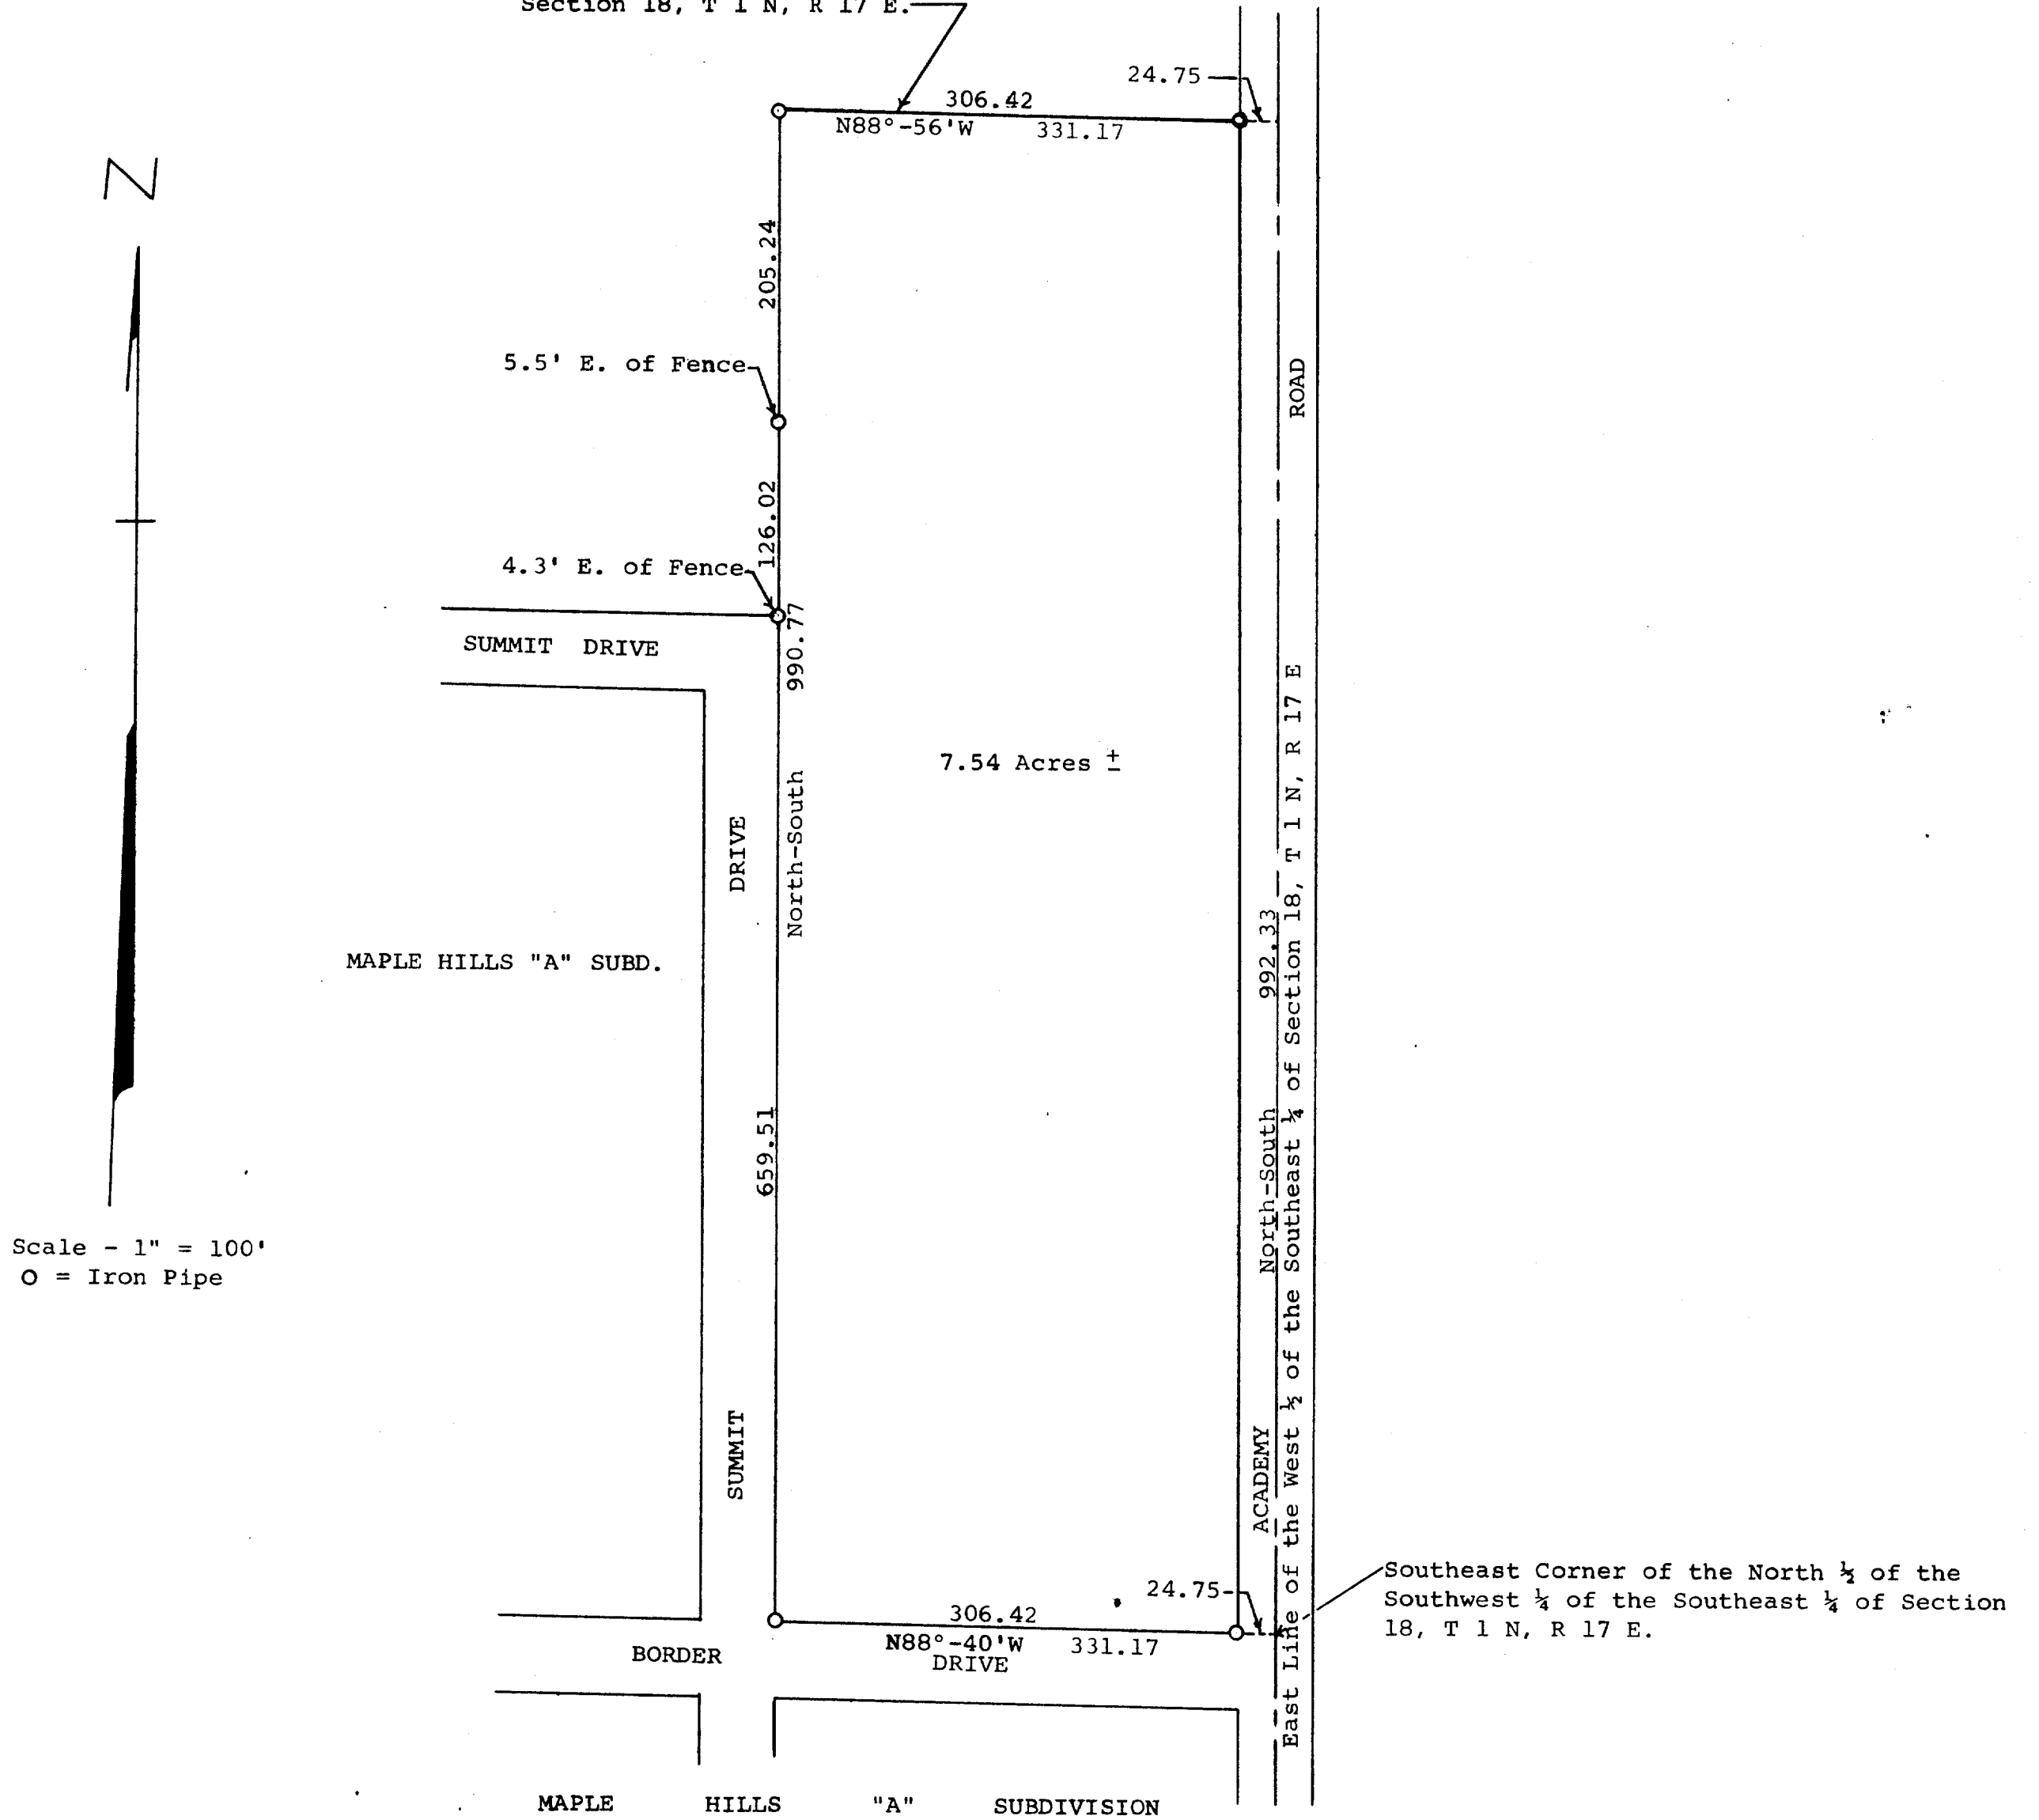 Section 18, T 1 N, R 17 E.
24.75
306.42
N88°-56'W 331.17
N
205.24
5.5' E. of Fence
ROAD
126.02
4.3' E. of Fence
990.77
SUMMIT DRIVE
7.54 Acres ±
North-South
DRIVE
992.33
MAPLE HILLS "A" SUBD.
659.51
North-South
East Line of the West ½ of the Southeast ¼ of Section 18, T 1 N, R 17 E
Scale - 1" = 100'
O = Iron Pipe
SUMMIT
ACADEMY
24.75
Southeast Corner of the North ½ of the
Southwest ¼ of the Southeast ¼ of Section
18, T 1 N, R 17 E.
306.42
N88°-40'W 331.17
BORDER DRIVE
MAPLE HILLS "A" SUBDIVISION